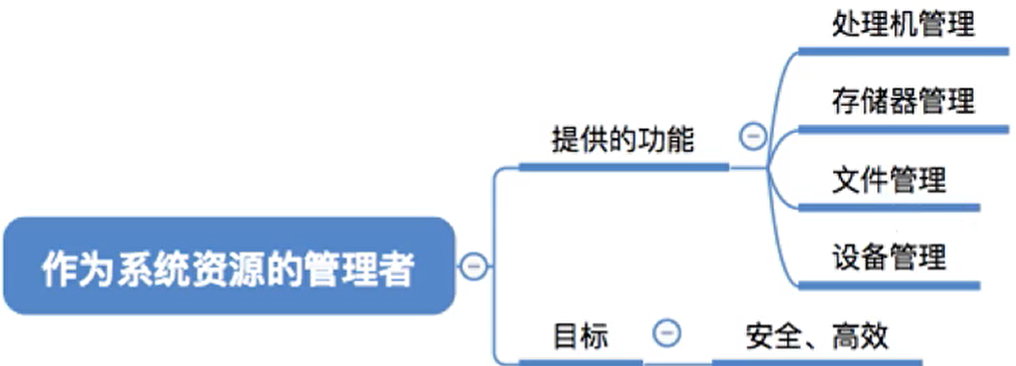 作为系统资源的管理者
提供的功能
处理机管理
存储器管理
文件管理
设备管理
目标
安全、高效